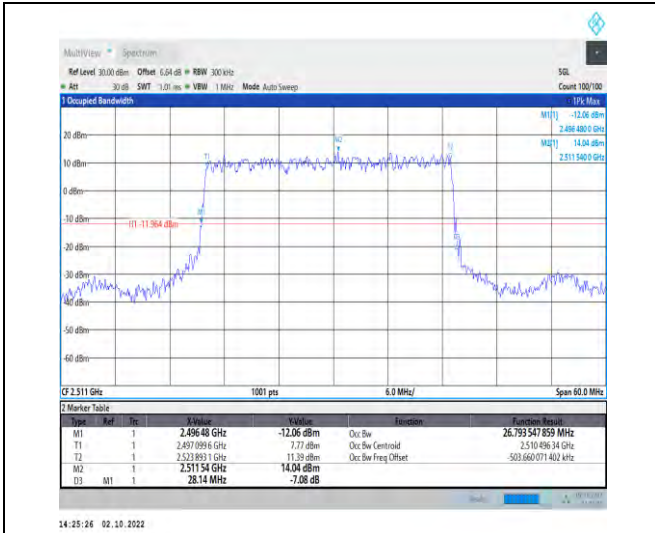 MultiView Spectrum
Ref Level 30.00 dBm Offset 6.64 dB RBW 300 kHz SGL
Att 30 dB SWT 1.01 ms VBW 1 MHz Mode Auto Sweep Count 100/100
1 Occupied Bandwidth 1Pk Max
M1[1] -12.06 dBm
2.496 480 0 GHz
M2[1] 14.04 dBm
2.511 540 0 GHz
20 dBm
M2
T1
T2
10 dBm
0 dBm
M1
-10 dBm
H1 -11.964 dBm
-20 dBm
-30 dBm
-40 dBm
-50 dBm
-60 dBm
CF 2.511 GHz 1001 pts 6.0 MHz/ Span 60.0 MHz
2 Marker Table
Type Ref Trc X-Value Y-Value Function Function Result
M1 1 2.49648 GHz -12.06 dBm Occ Bw 26.793 547 859 MHz
T1 1 2.497 099 6 GHz 7.77 dBm Occ Bw Centroid 2.510 496 34 GHz
T2 1 2.523 893 1 GHz 11.39 dBm Occ Bw Freq Offset -503.660 071 402 kHz
M2 1 2.511 54 GHz 14.04 dBm
D3 M1 1 28.14 MHz -7.08 dB
14:25:26 02.10.2022